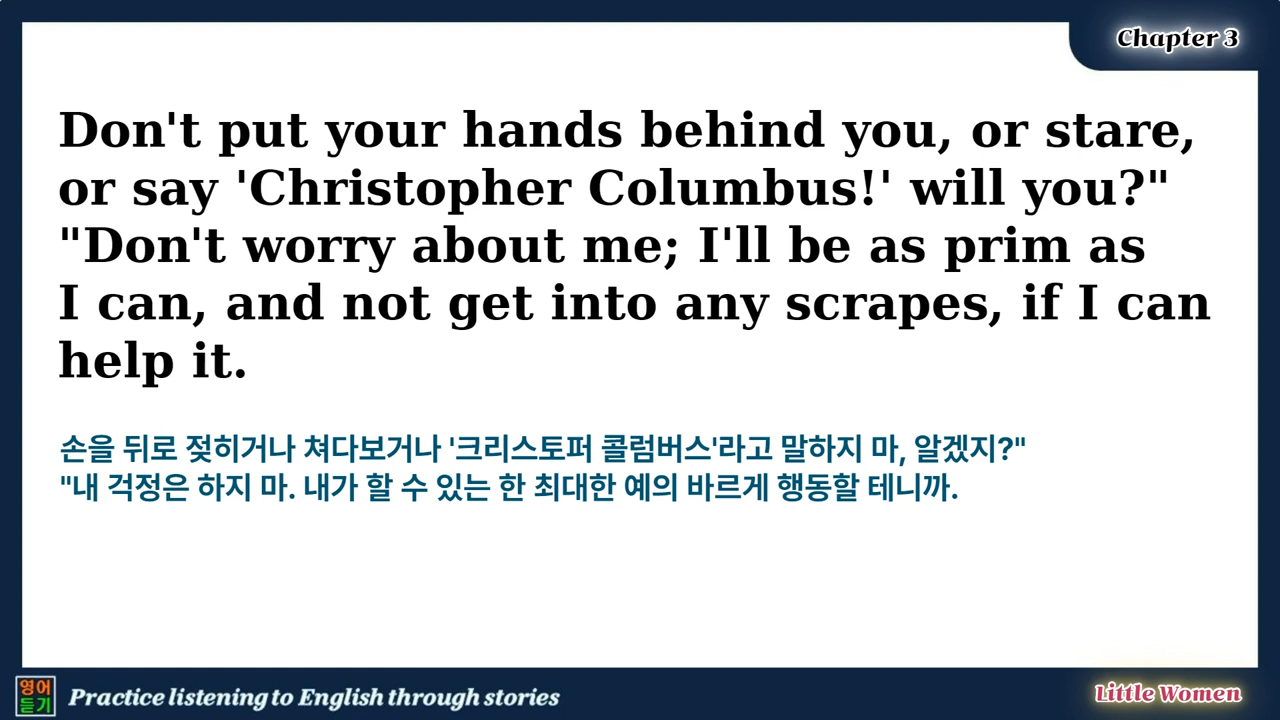 Chapter 3
Don't put your hands behind you, or stare,
or say 'Christopher Columbus!' will you?"
"Don't worry about me; I'll be as prim as
I can, and not get into any scrapes, if I can
help it.
손을 뒤로 젖히거나 쳐다보거나 '크리스토퍼 콜럼버스'라고 말하지 마, 알겠지?"
"내 걱정은 하지 마. 내가 할 수 있는 한 최대한 예의 바르게 행동할 테니까.
영어
듣기
Practice listening to English through stories
Little Women